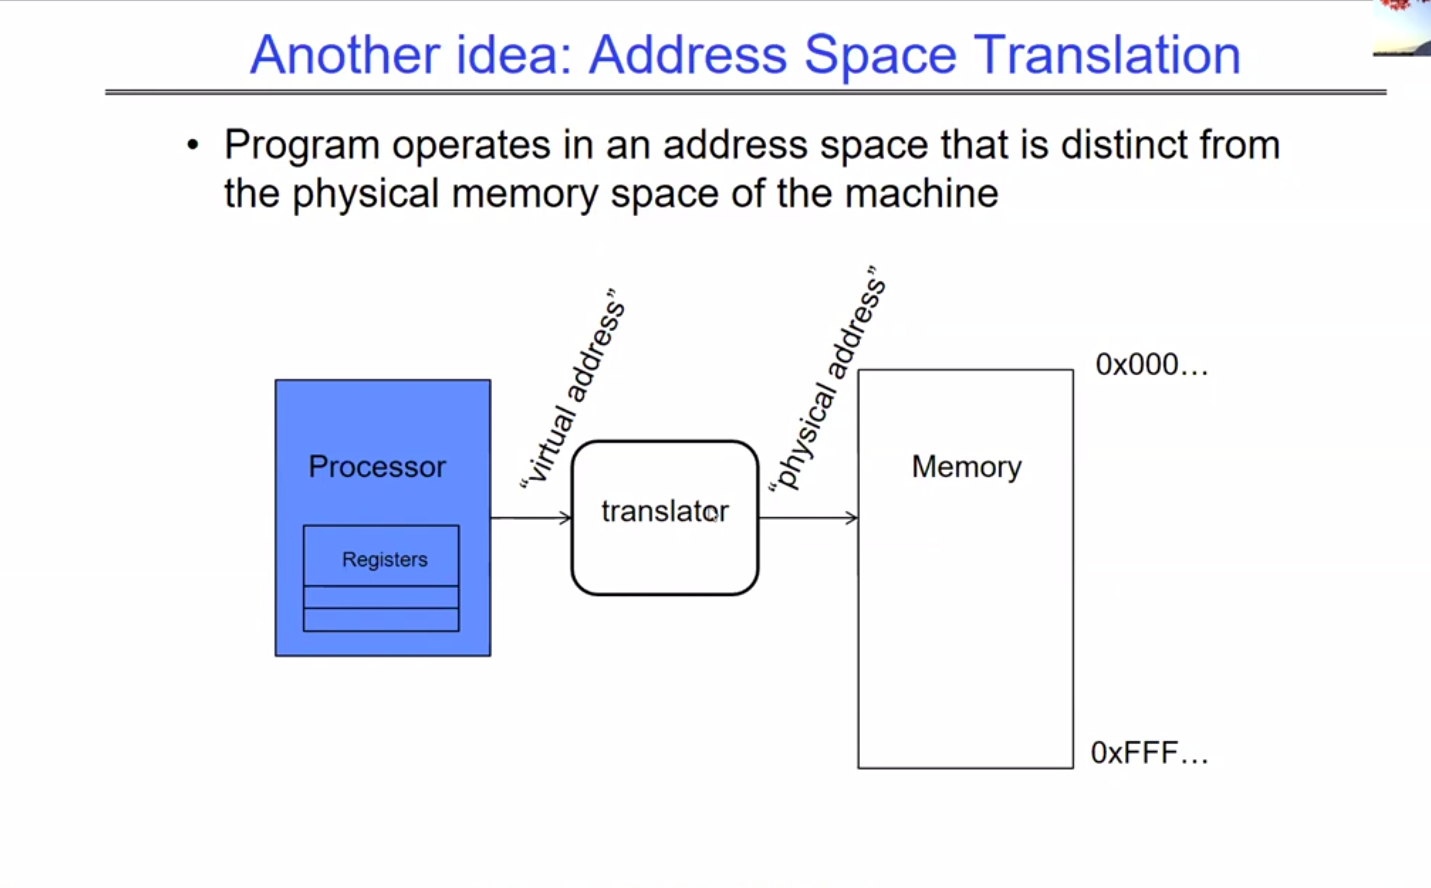 Another idea: Address Space Translation
• Program operates in an address space that is distinct from
the physical memory space of the machine
“virtual address”
“physical address”
0x000…
Processor
translator
Memory
Registers
0xFFF…